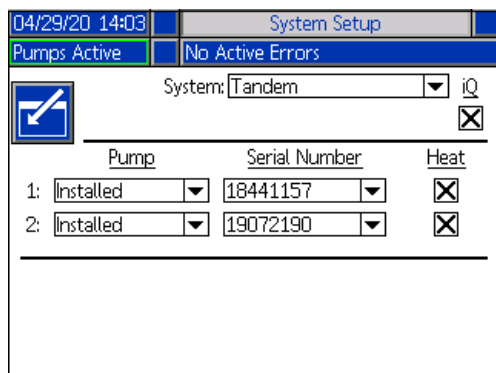 04/29/20 14:03 System Setup
Pumps Active No Active Errors
System: Tandem iQ
Pump Serial Number Heat
1: Installed 18441157
2: Installed 19072190